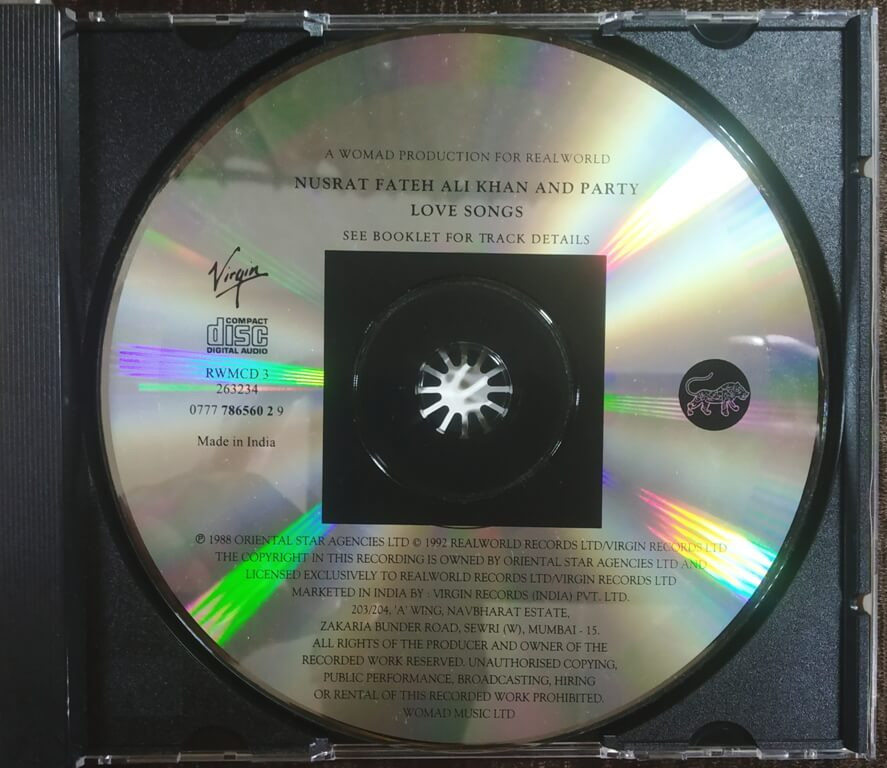 A WOMAD PRODUCTION FOR REALWORLD
NUSRAT FATEH ALI KHAN AND PARTY
LOVE SONGS
SEE BOOKLET FOR TRACK DETAILS
Virgin
COMPACT
disc
DIGITAL AUDIO
RWMCD 3
263234
0777 786560 2 9
Made in India
℗ 1988 ORIENTAL STAR AGENCIES LTD © 1992 REALWORLD RECORDS LTD/VIRGIN RECORDS LTD
THE COPYRIGHT IN THIS RECORDING IS OWNED BY ORIENTAL STAR AGENCIES LTD AND
LICENSED EXCLUSIVELY TO REALWORLD RECORDS LTD/VIRGIN RECORDS LTD
MARKETED IN INDIA BY : VIRGIN RECORDS (INDIA) PVT. LTD.
203/204, 'A' WING, NAVBHARAT ESTATE,
ZAKARIA BUNDER ROAD, SEWRI (W), MUMBAI - 15.
ALL RIGHTS OF THE PRODUCER AND OWNER OF THE
RECORDED WORK RESERVED. UNAUTHORISED COPYING,
PUBLIC PERFORMANCE, BROADCASTING, HIRING
OR RENTAL OF THIS RECORDED WORK PROHIBITED.
WOMAD MUSIC LTD